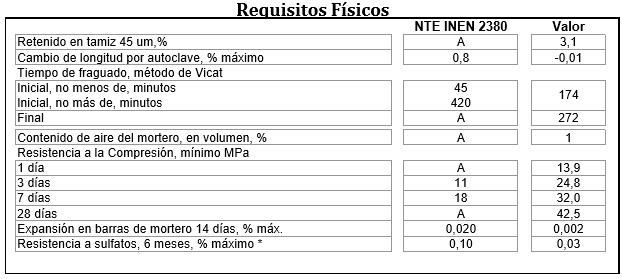 Requisitos Físicos
NTE INEN 2380 Valor
Retenido en tamiz 45 um,% A 3,1
Cambio de longitud por autoclave, % máximo 0,8 -0,01
Tiempo de fraguado, método de Vicat
Inicial, no menos de, minutos 45 174
Inicial, no más de, minutos 420
Final A 272
Contenido de aire del mortero, en volumen, % A 1
Resistencia a la Compresión, mínimo MPa
1 día A 13,9
3 días 11 24,8
7 días 18 32,0
28 días A 42,5
Expansión en barras de mortero 14 días, % máx. 0,020 0,002
Resistencia a sulfatos, 6 meses, % máximo * 0,10 0,03